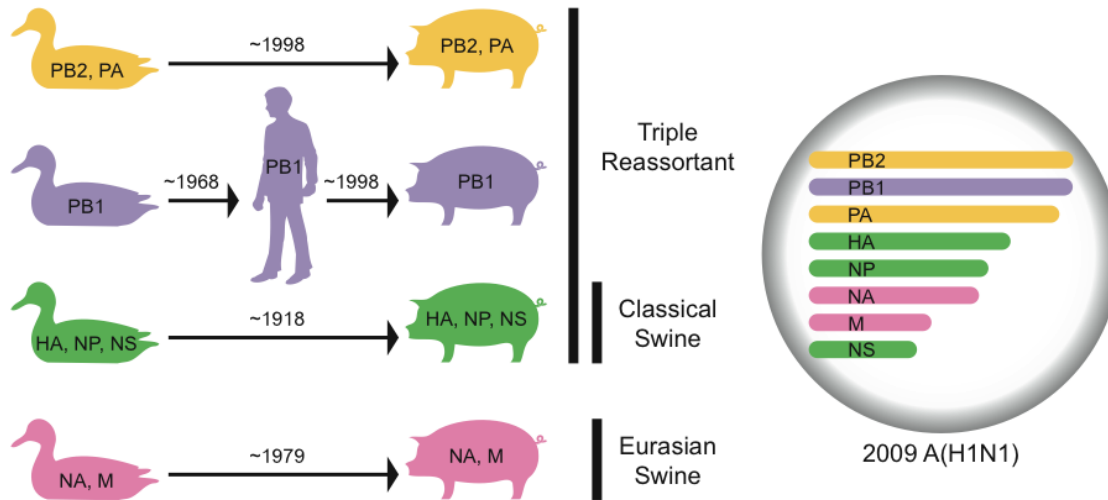 ~1998
PB2, PA
PB2, PA
Triple
Reassortant
~1968
PB1
~1998
PB1
PB1
~1918
HA, NP, NS
HA, NP, NS
Classical
Swine
~1979
NA, M
NA, M
Eurasian
Swine
PB2
PB1
PA
HA
NP
NA
M
NS
2009 A(H1N1)